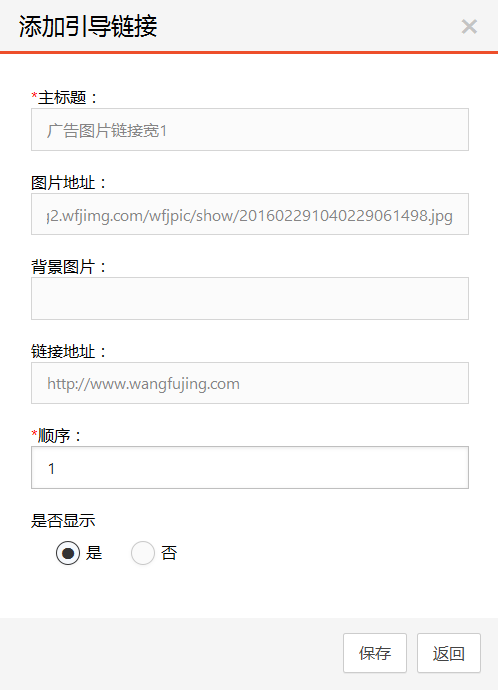 添加引导链接
×
*主标题：
广告图片链接宽1
图片地址：
g2.wfjimg.com/wfjpic/show/201602291040229061498.jpg
背景图片：
链接地址：
http://www.wangfujing.com
*顺序：
1
是否显示
是 否
保存 返回